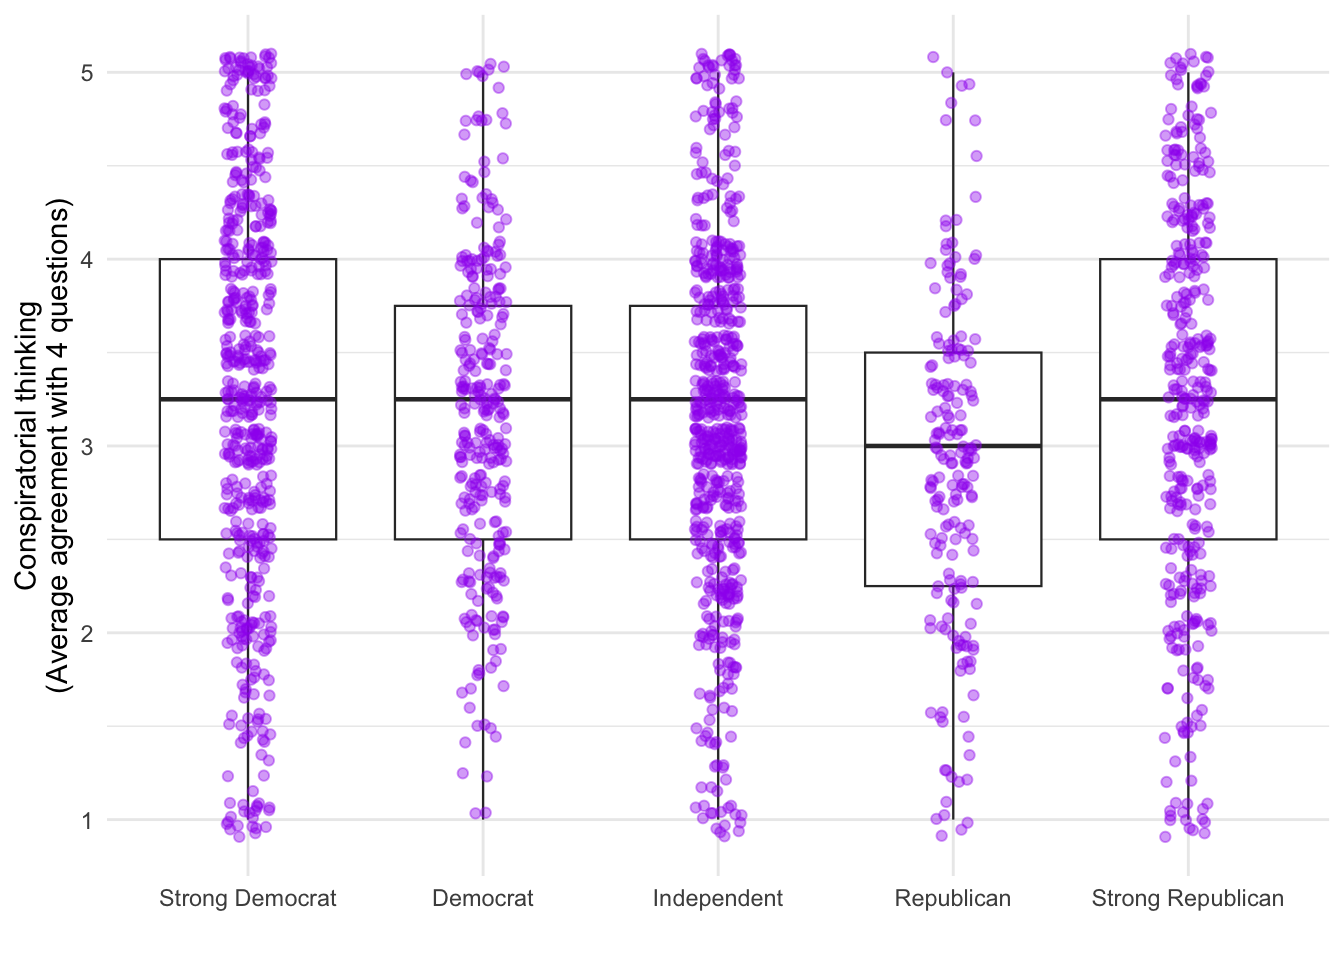 Conspiratorial thinking
(Average agreement with 4 questions)
5
4
3
2
1
Strong Democrat
Democrat
Independent
Republican
Strong Republican